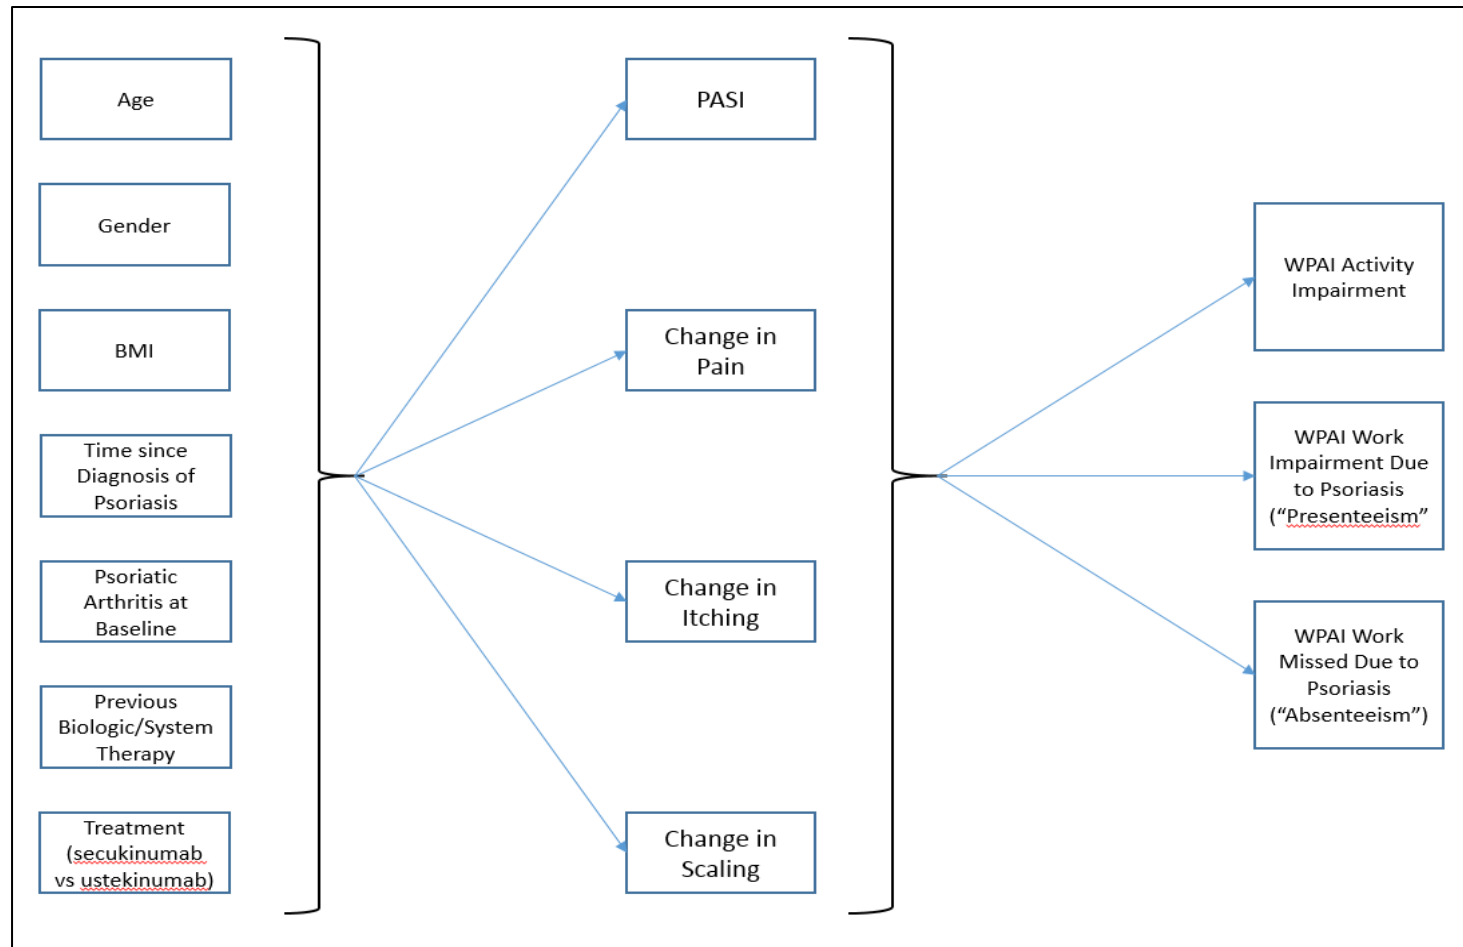 Age
Gender
BMI
Time since
Diagnosis of
Psoriasis
Psoriatic
Arthritis at
Baseline
Previous
Biologic/System
Therapy
Treatment
(secukinumab
vs ustekinumab)
PASI
Change in
Pain
Change in
Itching
Change in
Scaling
WPAI Activity
Impairment
WPAI Work
Impairment Due
to Psoriasis
(“Presenteeism”
WPAI Work
Missed Due to
Psoriasis
(“Absenteeism”)